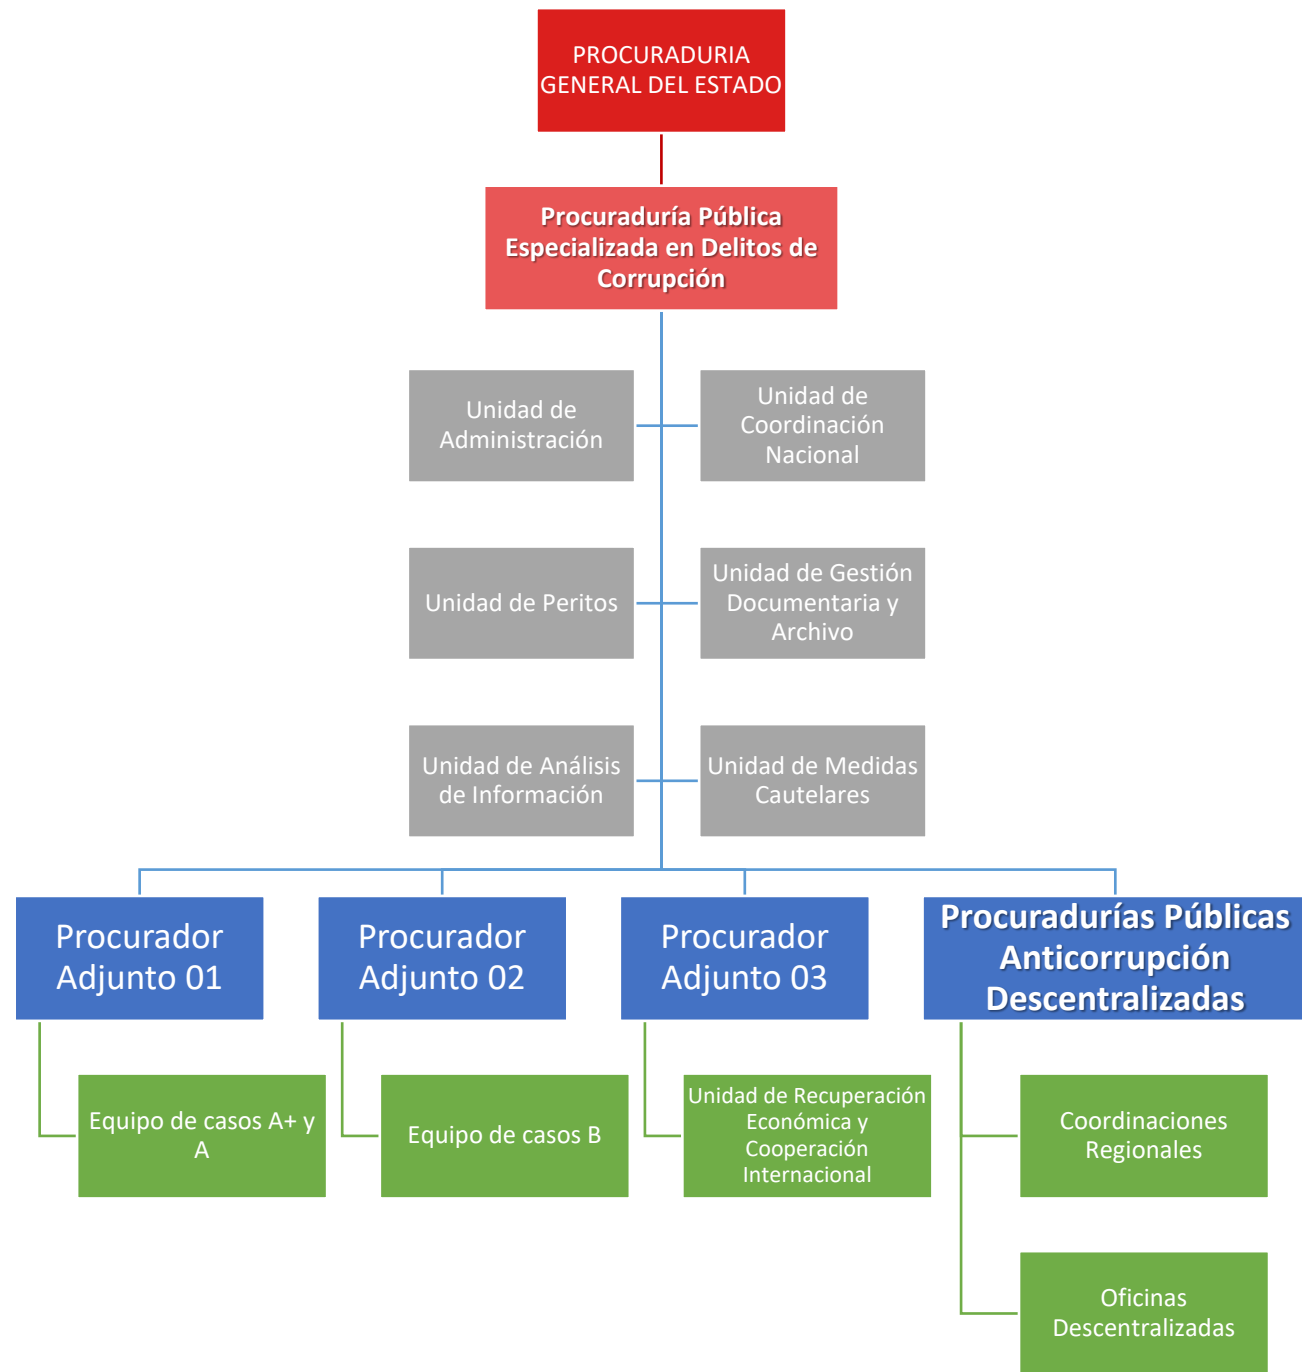 PROCURADURIA
GENERAL DEL ESTADO
Procuraduría Pública
Especializada en Delitos de
Corrupción
Unidad de
Administración
Unidad de
Coordinación
Nacional
Unidad de Peritos
Unidad de Gestión
Documentaria y
Archivo
Unidad de Análisis
de Información
Unidad de Medidas
Cautelares
Procurador
Adjunto 01
Procurador
Adjunto 02
Procurador
Adjunto 03
Procuradurías Públicas
Anticorrupción
Descentralizadas
Equipo de casos A+ y
A
Equipo de casos B
Unidad de Recuperación
Económica y
Cooperación
Internacional
Coordinaciones
Regionales
Oficinas
Descentralizadas